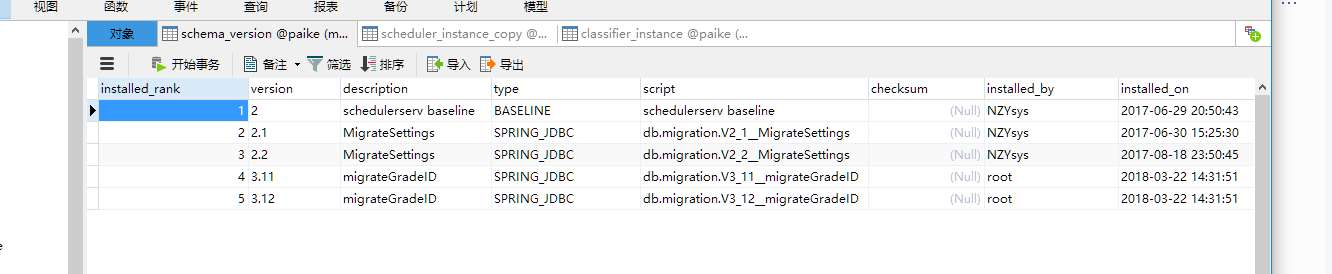 视图 函数 事件 查询 报表 备份 计划 模型
对象 schema_version @paike (m... scheduler_instance_copy @... classifier_instance @paike (...
开始事务 备注 筛选 排序 导入 导出
installed_rank version description type script checksum installed_by installed_on
1 2 schedulerserv baseline BASELINE schedulerserv baseline (Null) NZYsys 2017-06-29 20:50:43
2 2.1 MigrateSettings SPRING_JDBC db.migration.V2_1__MigrateSettings (Null) NZYsys 2017-06-30 15:25:30
3 2.2 MigrateSettings SPRING_JDBC db.migration.V2_2__MigrateSettings (Null) NZYsys 2017-08-18 23:50:45
4 3.11 migrateGradeID SPRING_JDBC db.migration.V3_11__migrateGradeID (Null) root 2018-03-22 14:31:51
5 3.12 migrateGradeID SPRING_JDBC db.migration.V3_12__migrateGradeID (Null) root 2018-03-22 14:31:51